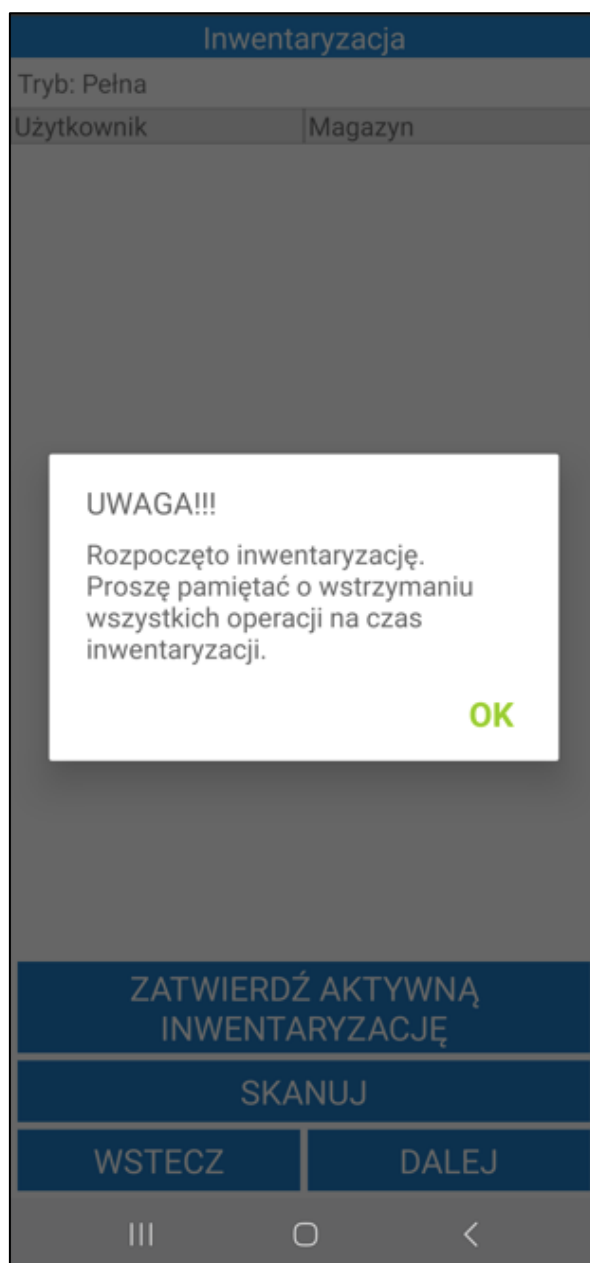 Inwentaryzacja
Tryb: Pełna
Użytkownik Magazyn
UWAGA!!!
Rozpoczęto inwentaryzację.
Proszę pamiętać o wstrzymaniu
wszystkich operacji na czas
inwentaryzacji.
OK
ZATWIERDŹ AKTYWNĄ
INWENTARYZACJĘ
SKANUJ
WSTECZ DALEJ